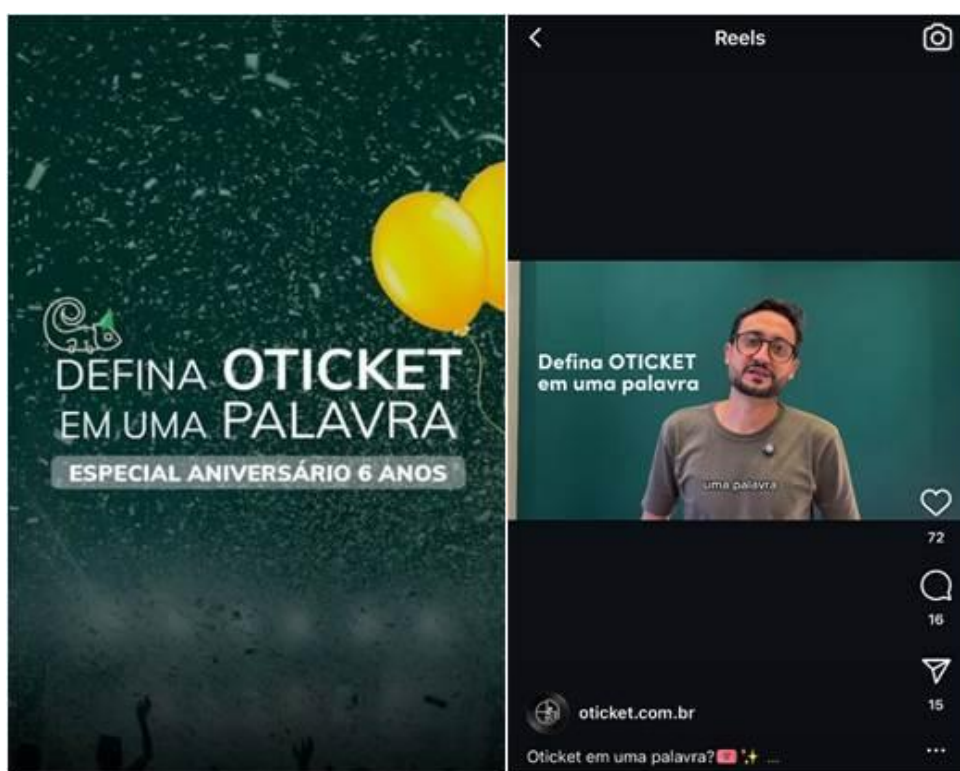 DEFINA OTICKET
EM UMA PALAVRA
ESPECIAL ANIVERSÁRIO 6 ANOS
Reels
Defina OTICKET
em uma palavra
uma palavra
72
16
15
oticket.com.br
Oticket em uma palavra?🎟️✨ ...